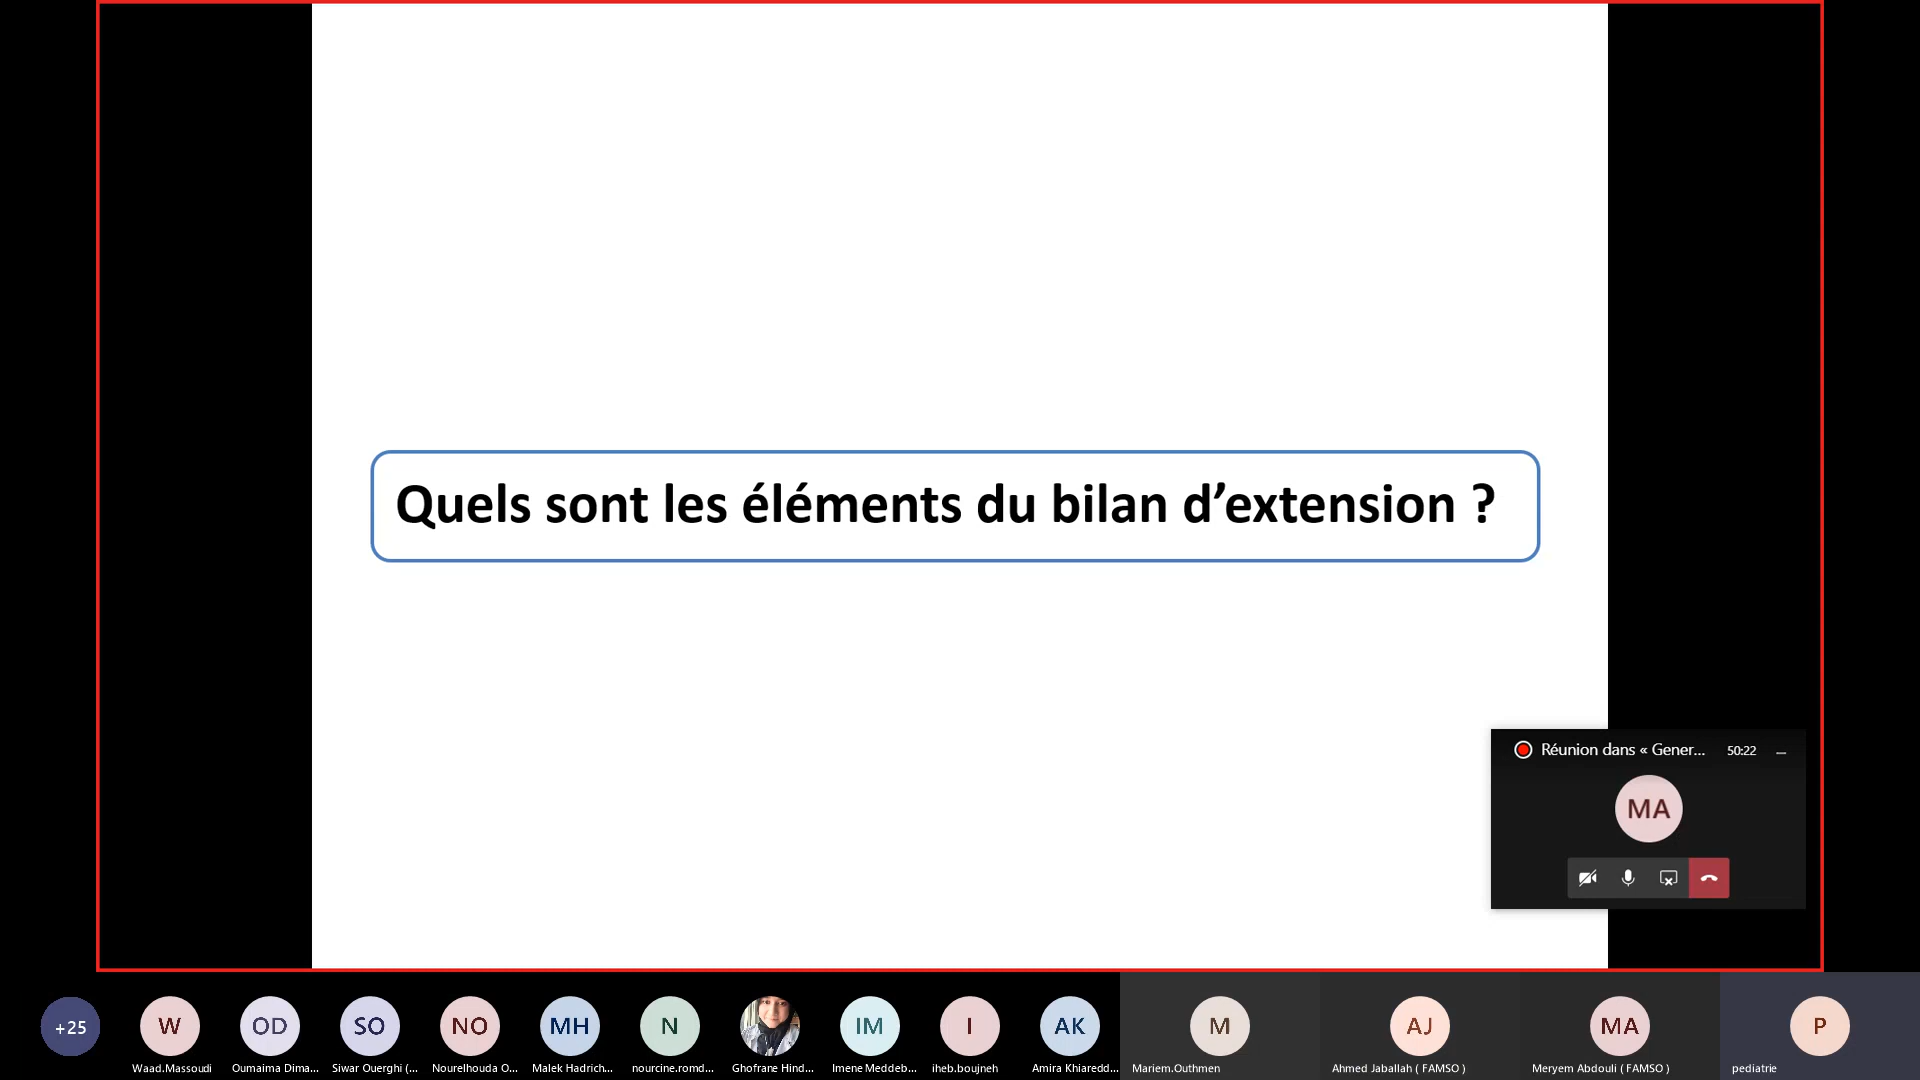 Quels sont les éléments du bilan d’extension ?
Réunion dans « Gener... 50:22
MA
+25
W
OD
SO
NO
MH
N
IM
I
AK
M
AJ
MA
P
Waad.Massoudi
Oumaima Dima...
Siwar Ouerghi (...
Nourelhouda O...
Malek Hadrich...
nourcine.romd...
Ghofrane Hind...
Imene Meddeb...
iheb.boujneh
Amira Khiaredd...
Mariem.Outhmen
Ahmed Jaballah ( FAMSO )
Meryem Abdouli ( FAMSO )
pediatrie